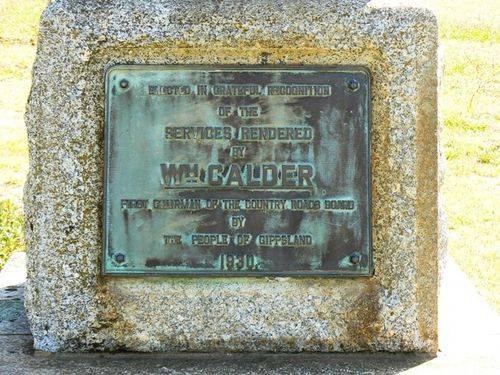 ERECTED IN GRATEFUL RECOGNITION
OF THE
SERVICES RENDERED
BY
WM CALDER
FIRST CHAIRMAN OF THE COUNTRY ROADS BOARD
BY
THE PEOPLE OF GIPPSLAND
1930.